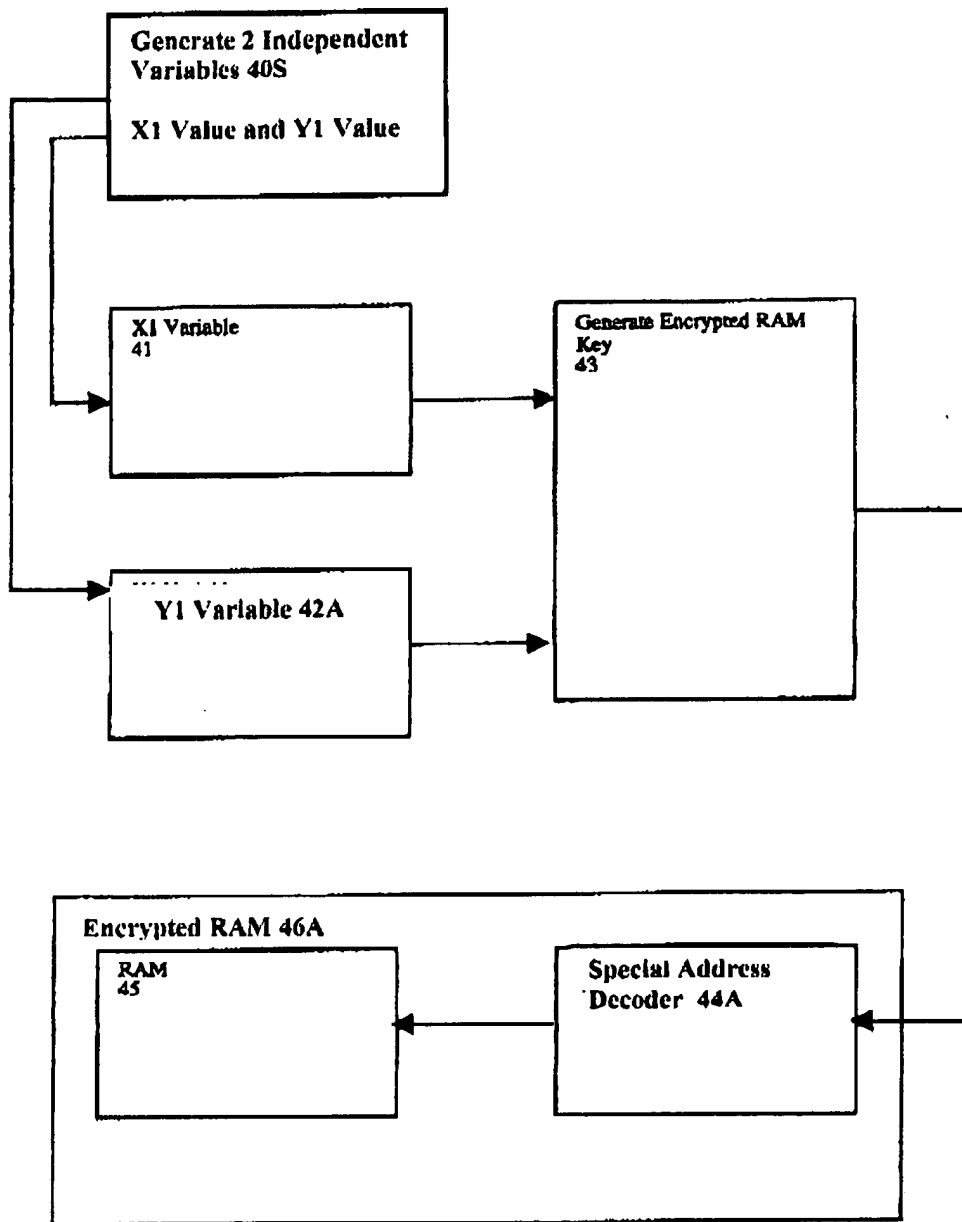 Generate 2 Independent
Variables 40S
X1 Value and Y1 Value
X1 Variable
41
Generate Encrypted RAM
Key
43
Y1 Variable 42A
Encrypted RAM 46A
RAM
45
Special Address
Decoder 44A